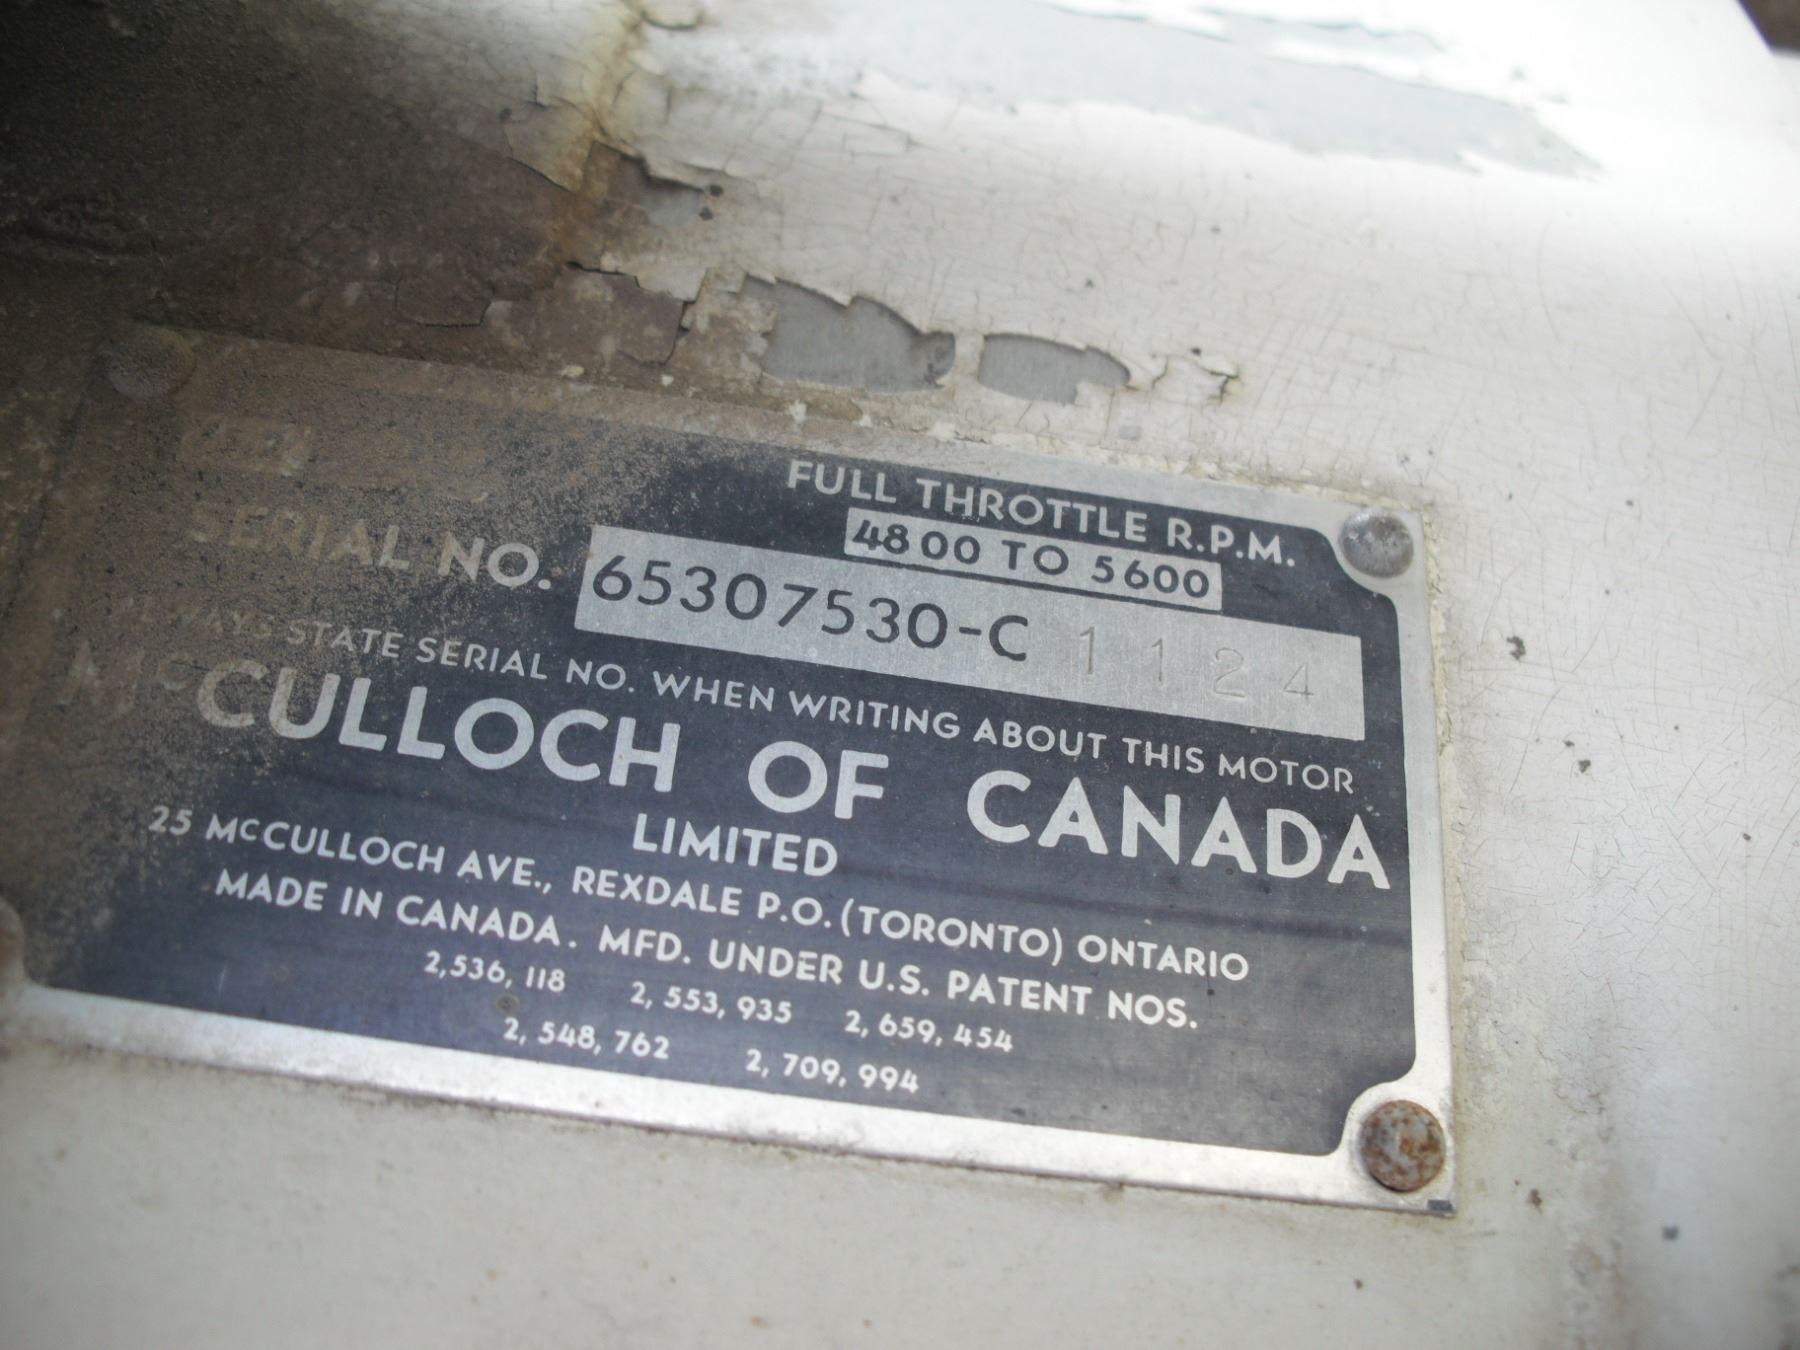 FULL THROTTLE R.P.M.
4800 TO 5600
SERIAL NO. 65307530-C 1124
ALWAYS STATE SERIAL NO. WHEN WRITING ABOUT THIS MOTOR
McCULLOCH OF CANADA
LIMITED
25 McCULLOCH AVE., REXDALE P.O. (TORONTO) ONTARIO
MADE IN CANADA. MFD. UNDER U.S. PATENT NOS.
2,536,118 2,553,935 2,659,454
2,548,762 2,709,994